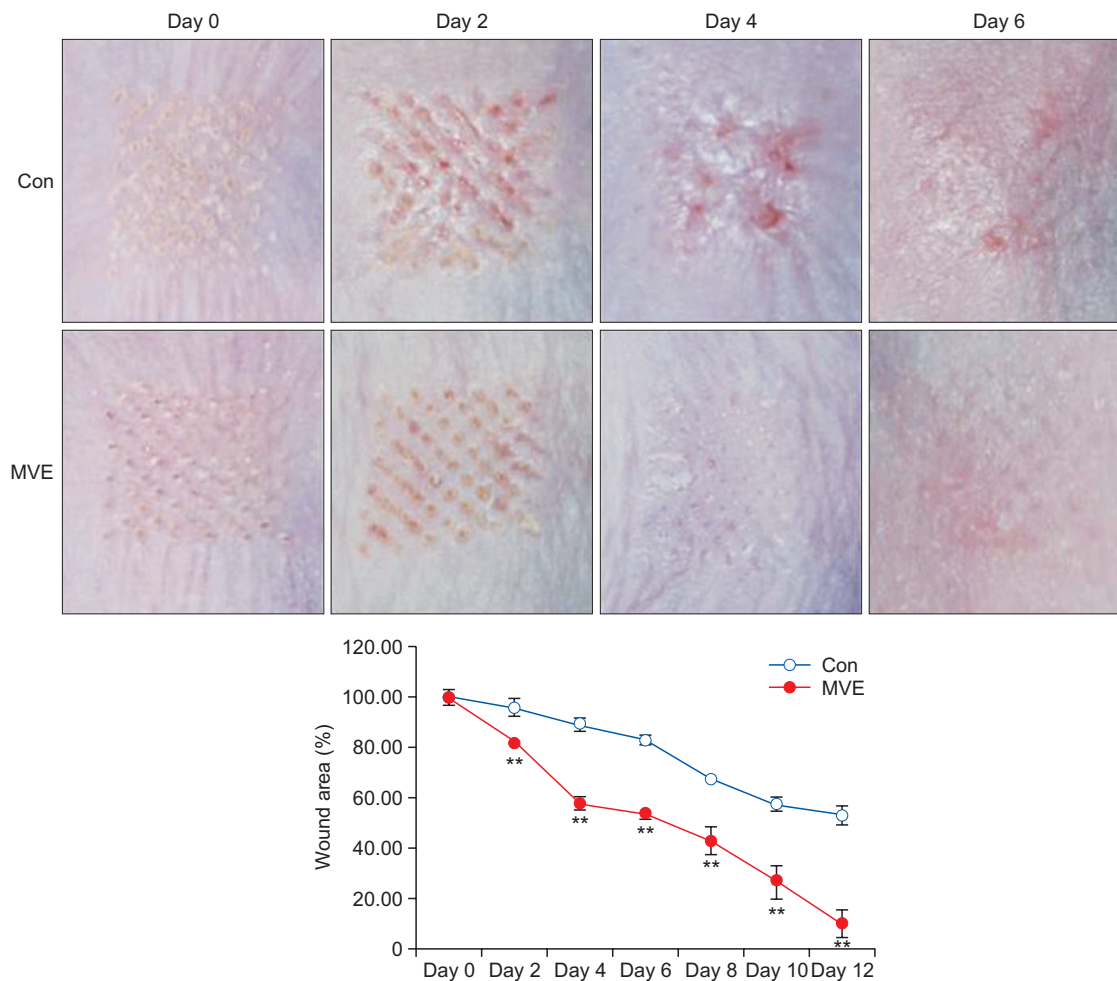 Day 0 Day 2 Day 4 Day 6
Con
MVE
120.00
100.00
80.00
60.00
40.00
20.00
0
Wound area (%)
Con
MVE
**
**
**
**
**
**
Day 0 Day 2 Day 4 Day 6 Day 8 Day 10 Day 12